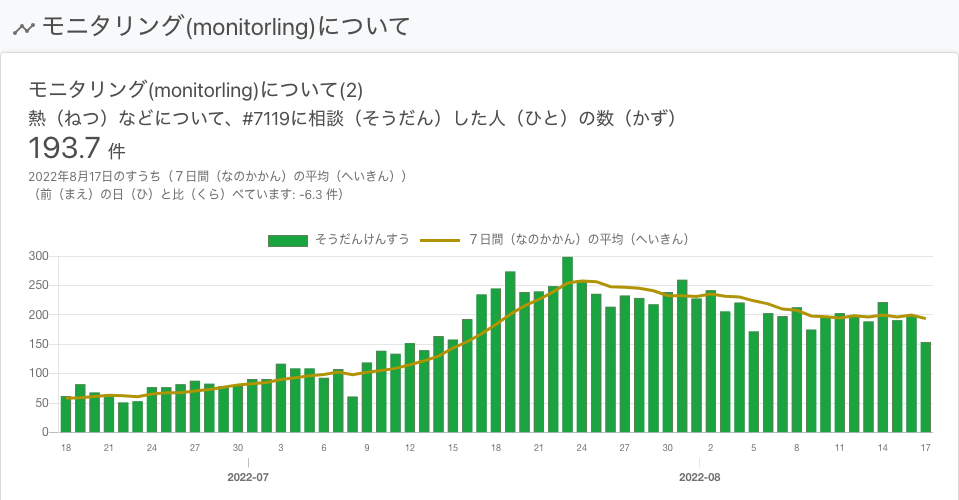 モニタリング(monitorling)について
モニタリング(monitorling)について(2)
熱（ねつ）などについて、#7119に相談（そうだん）した人（ひと）の数（かず）
193.7 件
2022年8月17日のすうち（７日間（なのかかん）の平均（へいきん））
（前（まえ）の日（ひ）と比（くら）べています: -6.3 件）
そうだんけんすう ７日間（なのかかん）の平均（へいきん）
300
250
200
150
100
50
0
18 21 24 27 30 3 6 9 12 15 18 21 24 27 30 2 5 8 11 14 17
2022-07 2022-08